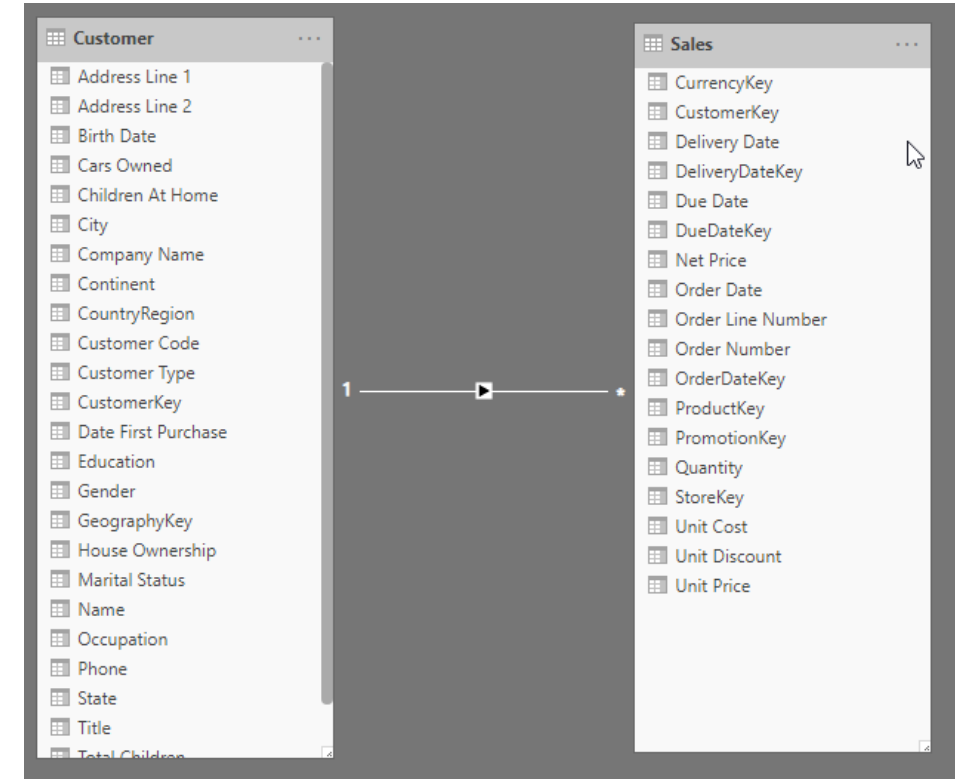 Customer
Address Line 1
Address Line 2
Birth Date
Cars Owned
Children At Home
City
Company Name
Continent
CountryRegion
Customer Code
Customer Type
CustomerKey
Date First Purchase
Education
Gender
GeographyKey
House Ownership
Marital Status
Name
Occupation
Phone
State
Title
Total Children
1
*
Sales
CurrencyKey
CustomerKey
Delivery Date
DeliveryDateKey
Due Date
DueDateKey
Net Price
Order Date
Order Line Number
Order Number
OrderDateKey
ProductKey
PromotionKey
Quantity
StoreKey
Unit Cost
Unit Discount
Unit Price